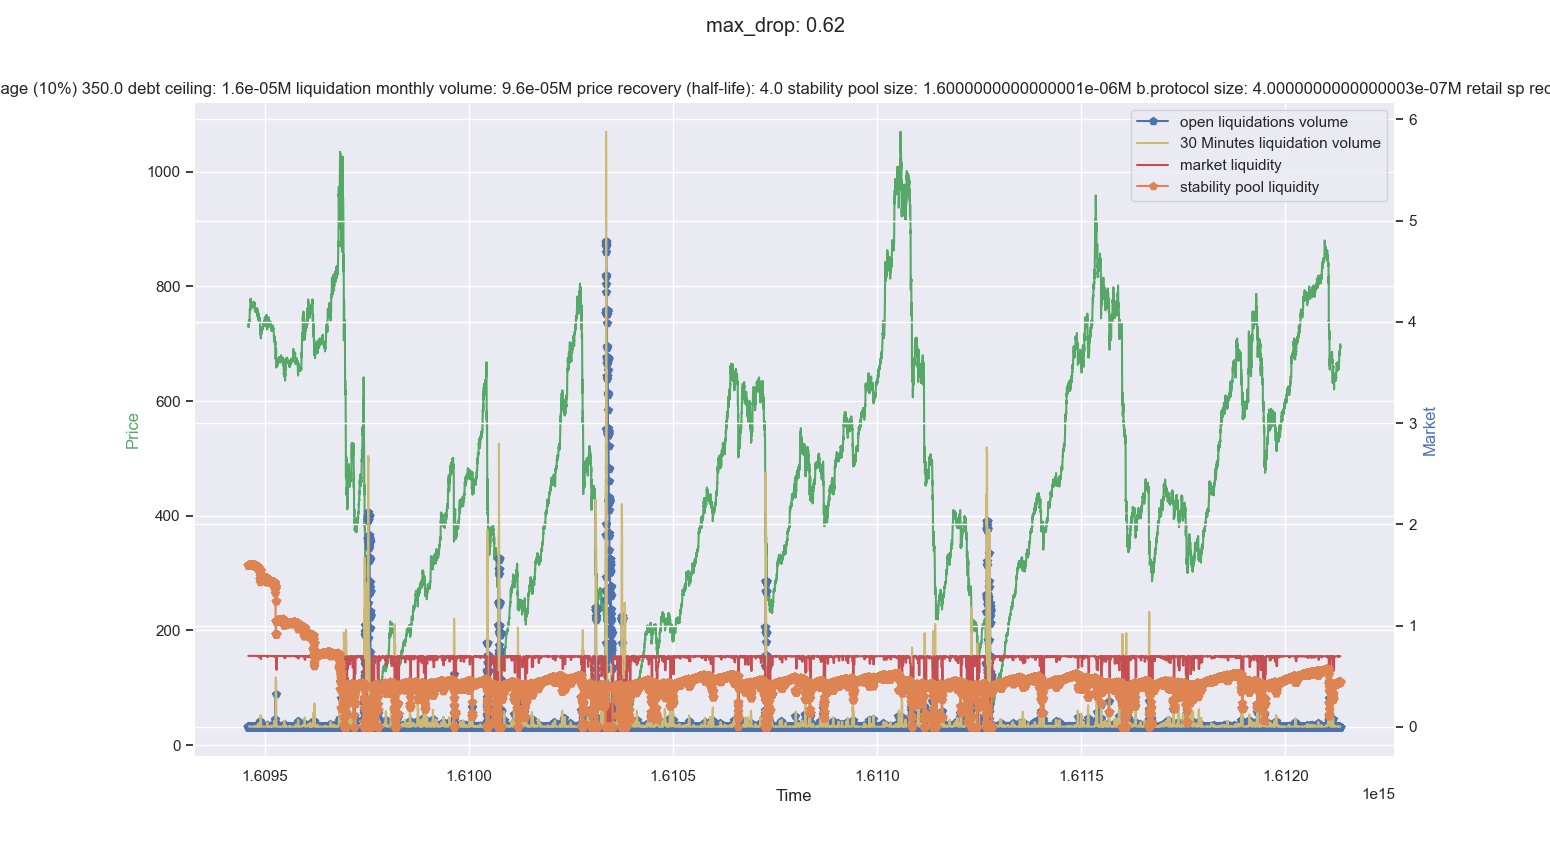 max_drop: 0.62
age (10%) 350.0 debt ceiling: 1.6e-05M liquidation monthly volume: 9.6e-05M price recovery (half-life): 4.0 stability pool size: 1.6000000000000001e-06M b.protocol size: 4.0000000000000003e-07M retail sp rec
open liquidations volume
30 Minutes liquidation volume
market liquidity
stability pool liquidity
Price
1000
800
600
400
200
0
6
5
4
3
2
1
0
Market
1.6095
1.6100
1.6105
1.6110
1.6115
1.6120
Time
1e15